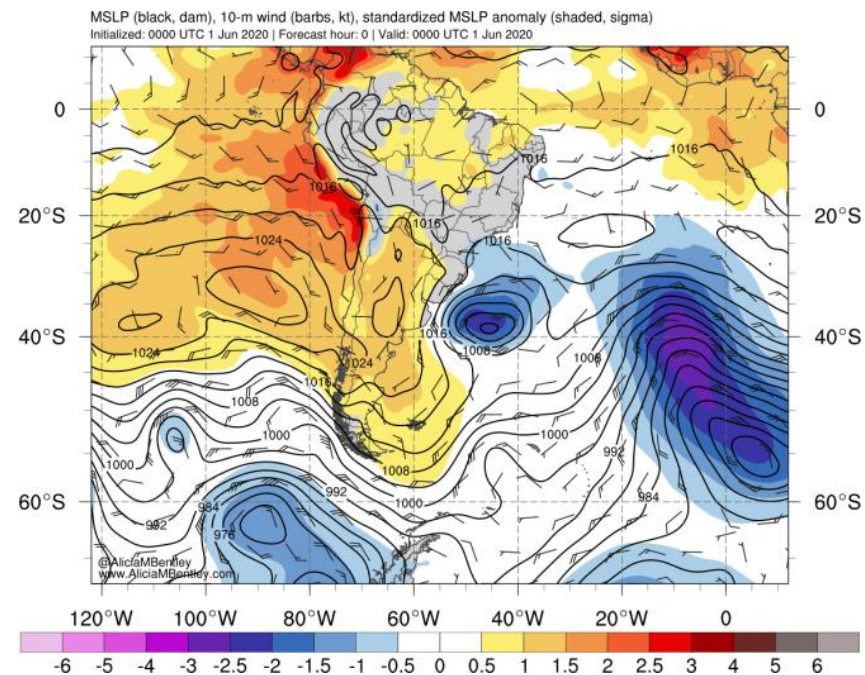 MSLP (black, dam), 10-m wind (barbs, kt), standardized MSLP anomaly (shaded, sigma)
Initialized: 0000 UTC 1 Jun 2020 | Forecast hour: 0 | Valid: 0000 UTC 1 Jun 2020
0 0
1016 1016
1016
20°S 1016 20°S
1024 1016
1016
40°S 40°S
1024 1024 1008 1008
1016
1008
1000 1000
1000 1008 992
992
60°S 984 1000 984 60°S
992 976
@AliciaMBentley
www.AliciaMBentley.com
120°W 100°W 80°W 60°W 40°W 20°W 0
-6 -5 -4 -3 -2.5 -2 -1.5 -1 -0.5 0 0.5 1 1.5 2 2.5 3 4 5 6